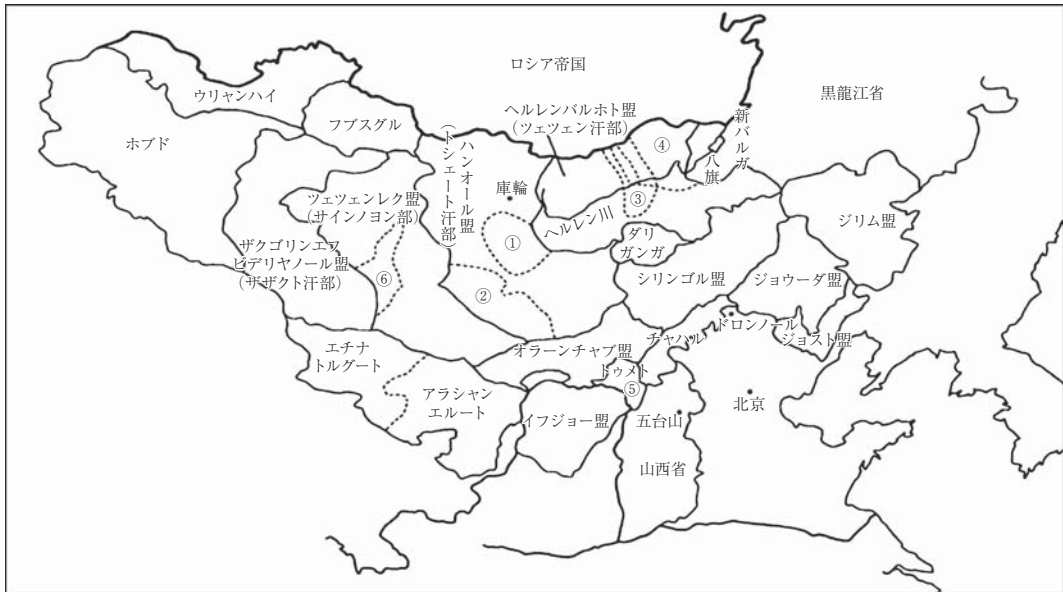 ロシア帝国
黒龍江省
ウリャンハイ
フブスグル
ホブド
ヘルレンバルホト盟
(ツェツェン汗部)
④
新バルガ
八旗
ハンオール盟
(トシェート汗部)
庫輪
ヘルレン川
③
ダリ
ガンガ
ジリム盟
ツェツェンレク盟
(サインノヨン部)
①
ザクゴリンエフ
ビデリヤノール盟
(ザザクト汗部)
⑥
②
シリンゴル盟
ジョウーダ盟
ドロンノール
チャハル
ジョスト盟
オラーンチャブ盟
トゥメト
⑤
エチナ
トルグート
アラシャン
エルート
イフジョー盟
五台山
北京
山西省